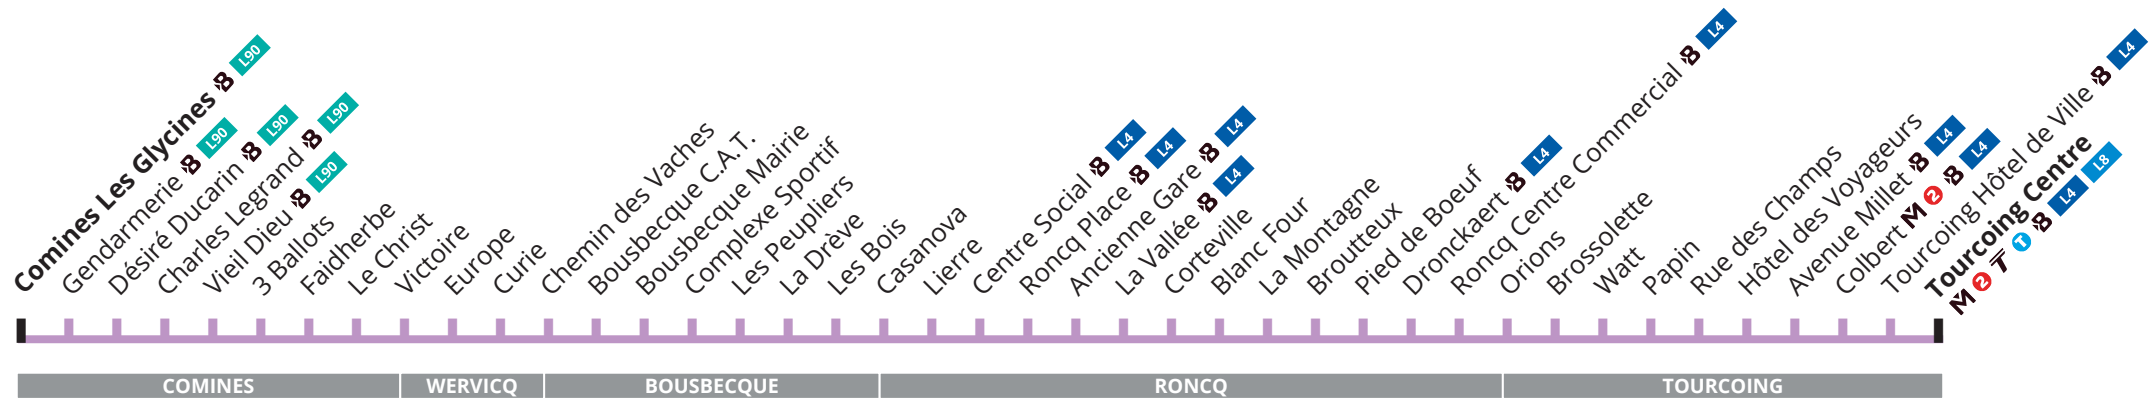 Comines Les Glycines B L90
Gendarmerie B L90
Désiré Ducarin B L90
Charles Legrand B L90
Vieil Dieu B L90
3 Ballots
Faidherbe
Le Christ
Victoire
Europe
Curie
Chemin des Vaches
Bousbecque C.A.T.
Bousbecque Mairie
Complexe Sportif
Les Peupliers
La Drève
Les Bois
Casanova
Lierre
Centre Social B L4
Roncq Place B L4
Ancienne Gare B L4
La Vallée B L4
Corteville
Blanc Four
La Montagne
Broutteux
Pied de Boeuf
Dronckaert B L4
Roncq Centre Commercial B L4
Orions
Brossolette
Watt
Papin
Rue des Champs
Hôtel des Voyageurs
Avenue Millet B L4
Colbert M 2 B L4
Tourcoing Hôtel de Ville B L4
Tourcoing Centre
M 2 T T B L4 L8
COMINES
WERVICQ
BOUSBECQUE
RONCQ
TOURCOING